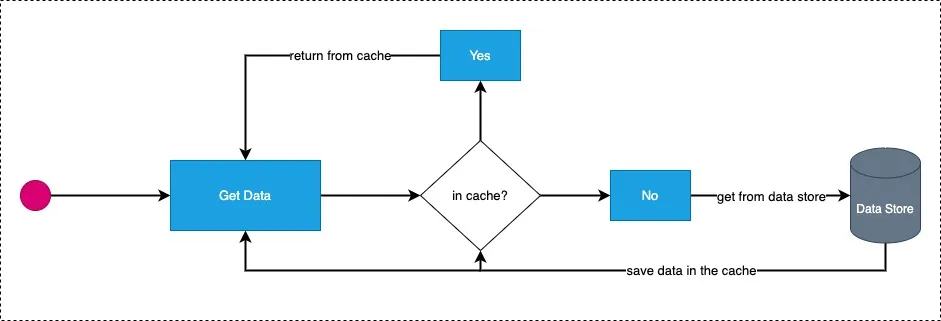 return from cache
Yes
Get Data
in cache?
No
get from data store
Data Store
save data in the cache